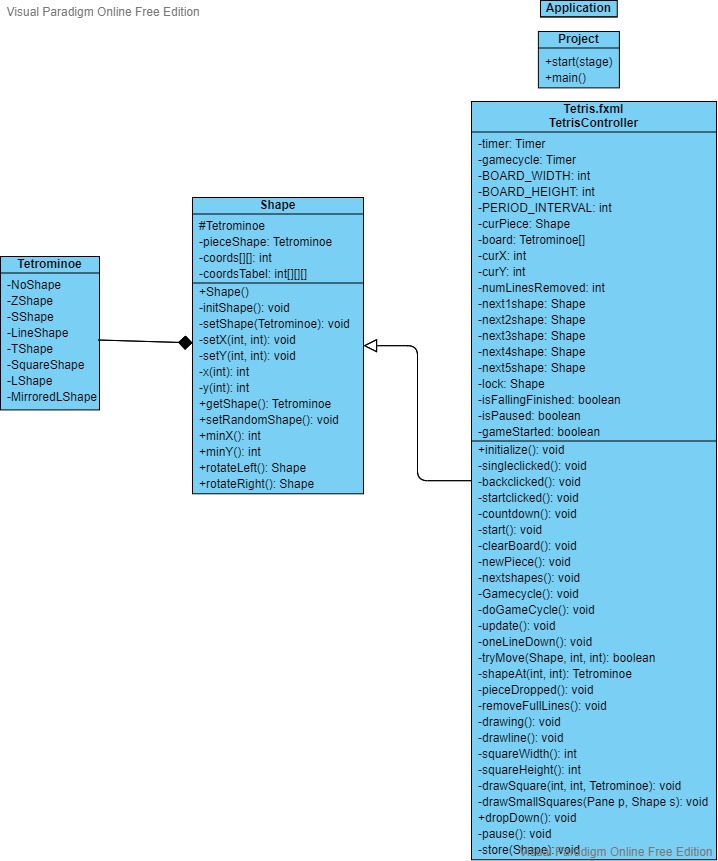 Visual Paradigm Online Free Edition
Application
Project
+start(stage)
+main()
Tetris.fxml
TetrisController
-timer: Timer
-gamecycle: Timer
-BOARD_WIDTH: int
-BOARD_HEIGHT: int
-PERIOD_INTERVAL: int
-curPiece: Shape
-board: Tetrominoe[]
-curX: int
-curY: int
-numLinesRemoved: int
-next1shape: Shape
-next2shape: Shape
-next3shape: Shape
-next4shape: Shape
-next5shape: Shape
-lock: Shape
-isFallingFinished: boolean
-isPaused: boolean
-gameStarted: boolean
+initialize(): void
-singleclicked(): void
-backclicked(): void
-startclicked(): void
-countdown(): void
-start(): void
-clearBoard(): void
-newPiece(): void
-nextshapes(): void
-Gamecycle(): void
-doGameCycle(): void
-update(): void
-oneLineDown(): void
-tryMove(Shape, int, int): boolean
-shapeAt(int, int): Tetrominoe
-pieceDropped(): void
-removeFullLines(): void
-drawing(): void
-drawline(): void
-squareWidth(): int
-squareHeight(): int
-drawSquare(int, int, Tetrominoe): void
-drawSmallSquares(Pane p, Shape s): void
+dropDown(): void
-pause(): void
-store(Shape): void
Shape
#Tetrominoe
-pieceShape: Tetrominoe
-coords[][]: int
-coordsTabel: int[][][]
+Shape()
-initShape(): void
-setShape(Tetrominoe): void
-setX(int, int): void
-setY(int, int): void
-x(int): int
-y(int): int
+getShape(): Tetrominoe
+setRandomShape(): void
+minX(): int
+minY(): int
+rotateLeft(): Shape
+rotateRight(): Shape
Tetrominoe
-NoShape
-ZShape
-SShape
-LineShape
-TShape
-SquareShape
-LShape
-MirroredLShape
Visual Paradigm Online Free Edition